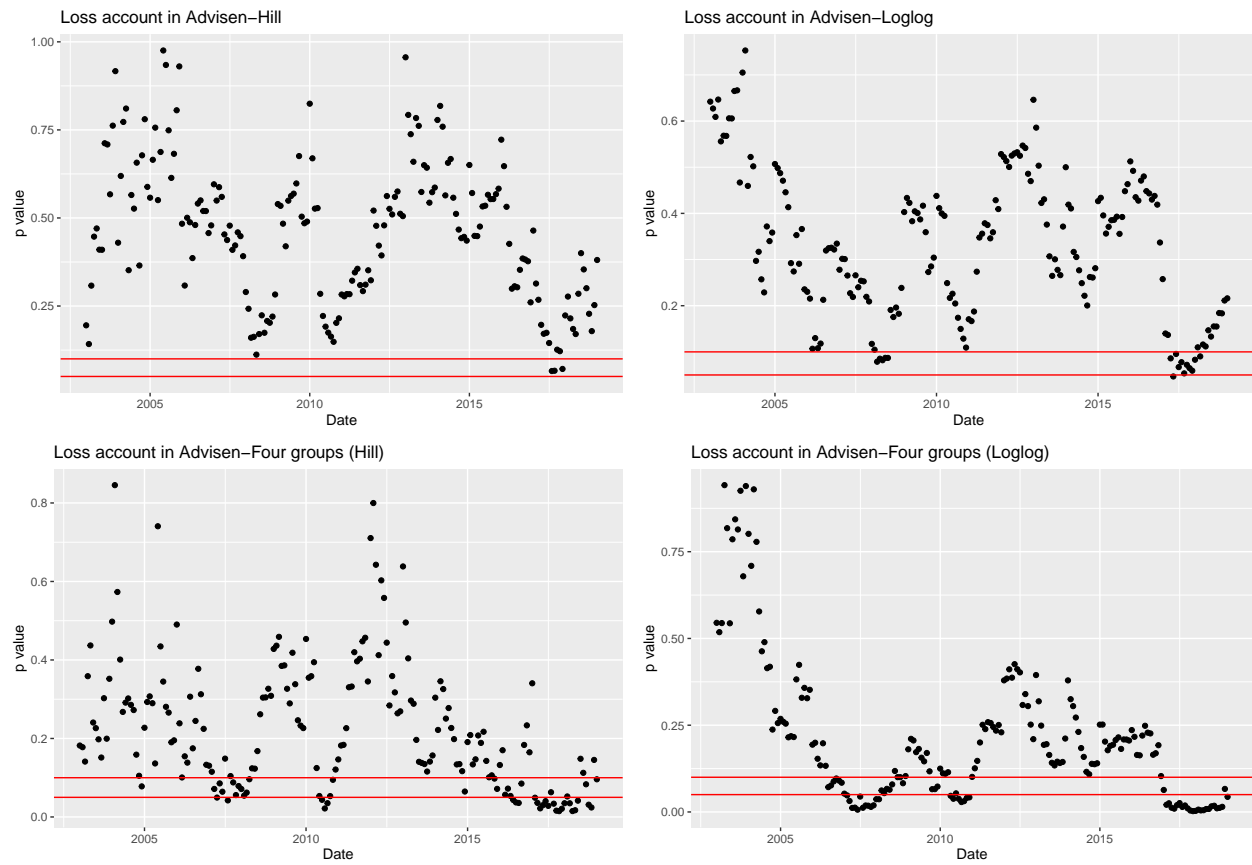 Loss account in Advisen−Hill
1.00
0.75
0.50
0.25
p value
2005 2010 2015
Date
Loss account in Advisen−Loglog
0.6
0.4
0.2
p value
2005 2010 2015
Date
Loss account in Advisen−Four groups (Hill)
0.8
0.6
0.4
0.2
0.0
p value
2005 2010 2015
Date
Loss account in Advisen−Four groups (Loglog)
0.75
0.50
0.25
0.00
p value
2005 2010 2015
Date